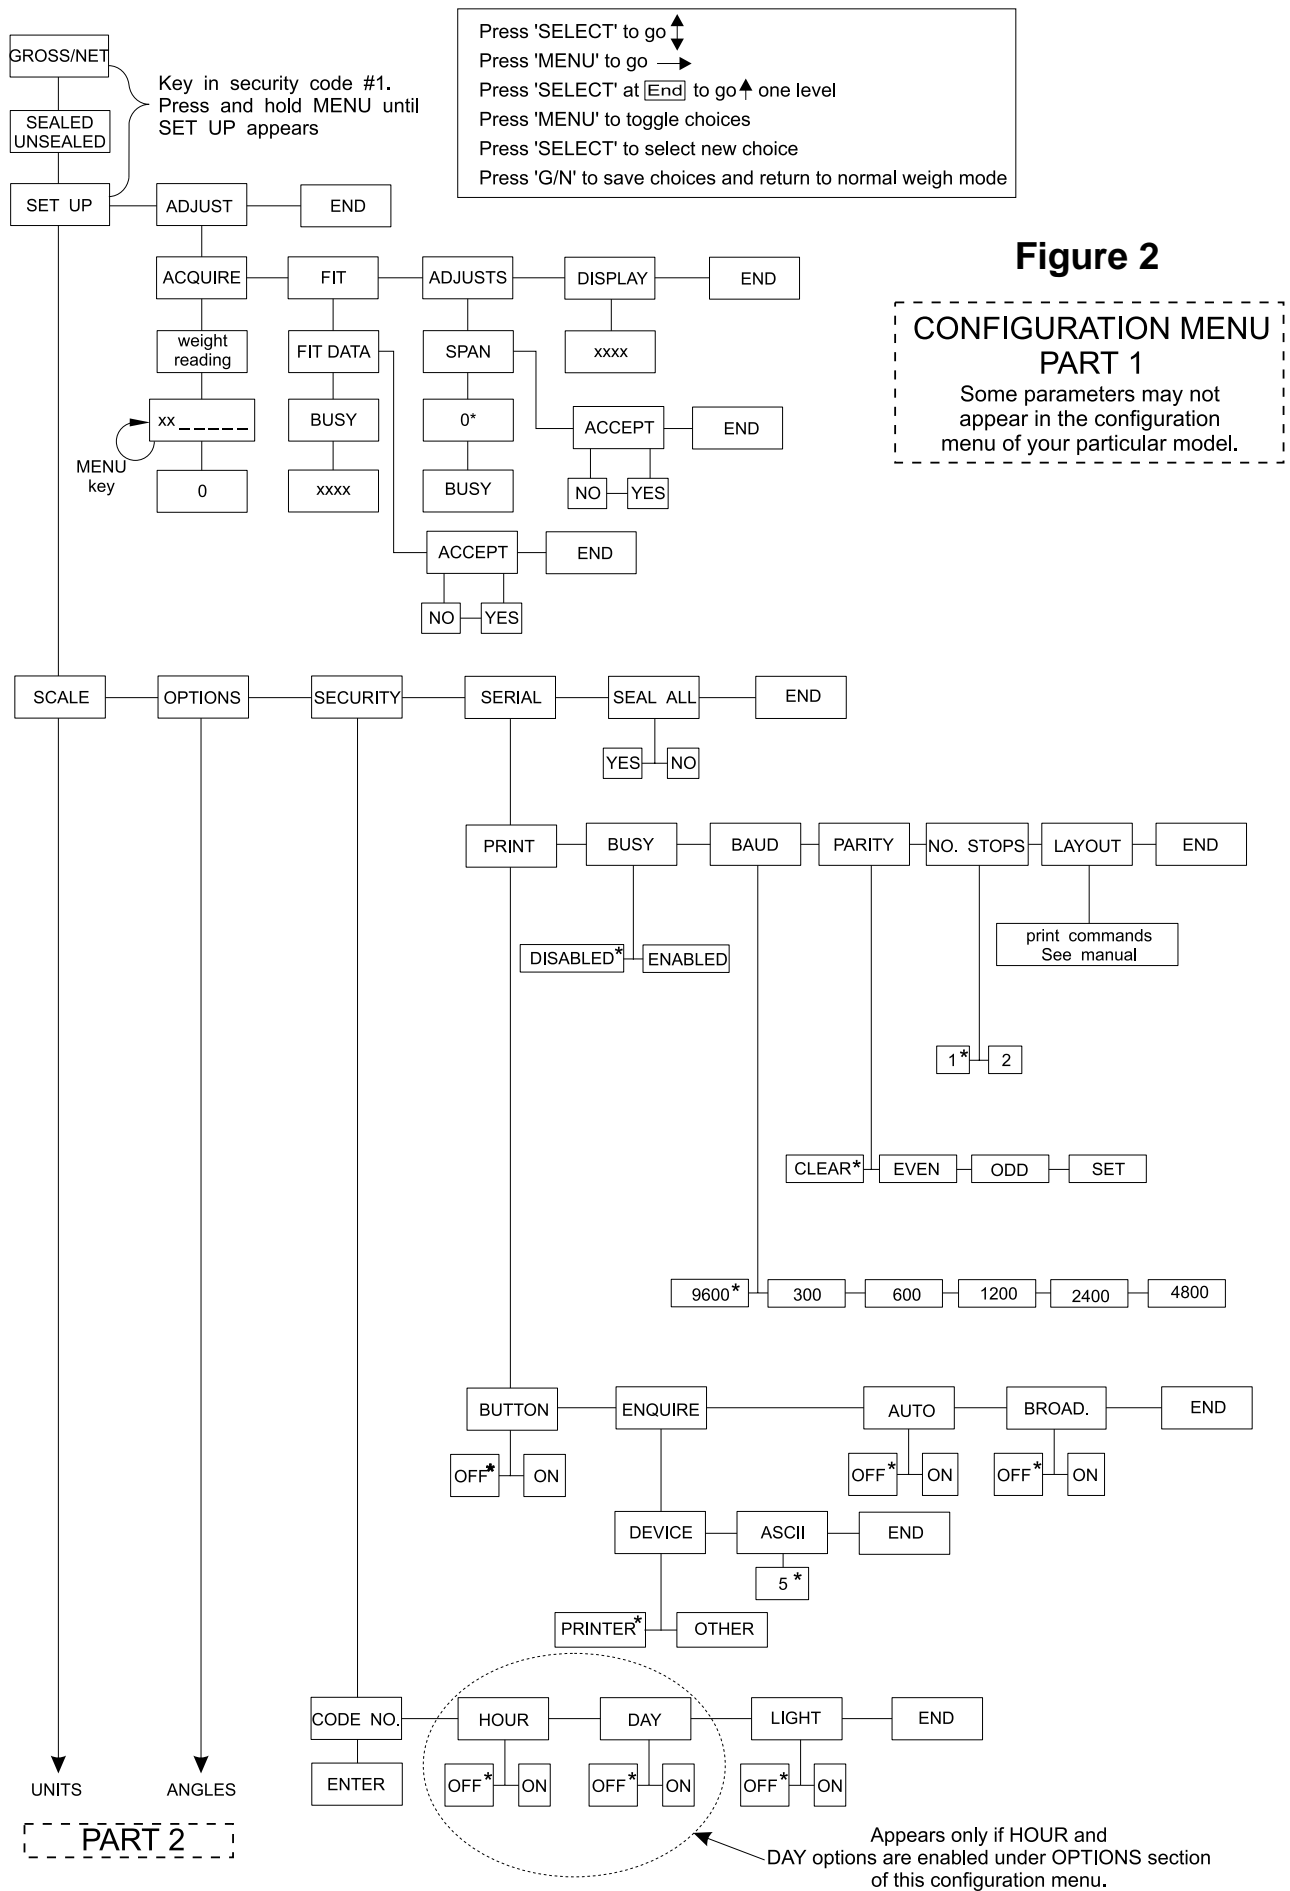 Press 'SELECT' to go
Press 'MENU' to go
Press 'SELECT' at End to go one level
Press 'MENU' to toggle choices
Press 'SELECT' to select new choice
Press 'G/N' to save choices and return to normal weigh mode
GROSS/NET
Key in security code #1.
Press and hold MENU until
SET UP appears
SEALED
UNSEALED
SET UP
ADJUST
END
Figure 2
CONFIGURATION MENU
PART 1
Some parameters may not
appear in the configuration
menu of your particular model.
ACQUIRE
FIT
ADJUSTS
DISPLAY
END
weight
reading
FIT DATA
SPAN
xxxx
xx _ _ _ _ _
BUSY
0*
ACCEPT
END
MENU
key
0
xxxx
BUSY
NO
YES
ACCEPT
END
NO
YES
SCALE
OPTIONS
SECURITY
SERIAL
SEAL ALL
END
YES
NO
PRINT
BUSY
BAUD
PARITY
NO. STOPS
LAYOUT
END
DISABLED*
ENABLED
print commands
See manual
1*
2
CLEAR*
EVEN
ODD
SET
9600*
300
600
1200
2400
4800
BUTTON
ENQUIRE
AUTO
BROAD.
END
OFF*
ON
OFF*
ON
OFF*
ON
DEVICE
ASCII
END
5*
PRINTER*
OTHER
CODE NO.
HOUR
DAY
LIGHT
END
ENTER
OFF*
ON
OFF*
ON
OFF*
ON
UNITS
ANGLES
PART 2
Appears only if HOUR and
DAY options are enabled under OPTIONS section
of this configuration menu.